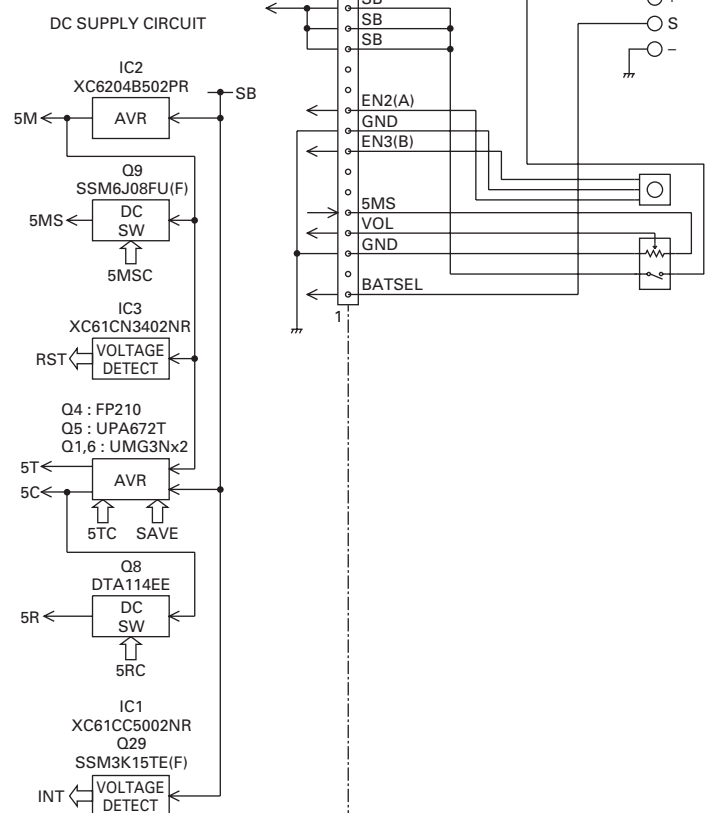 DC SUPPLY CIRCUIT
IC2
XC6204B502PR
AVR
5M
SB
Q9
SSM6J08FU(F)
DC
SW
5MS
5MSC
IC3
XC61CN3402NR
VOLTAGE
DETECT
RST
Q4 : FP210
Q5 : UPA672T
Q1,6 : UMG3Nx2
5T
AVR
5C
5TC SAVE
Q8
DTA114EE
DC
SW
5R
5RC
IC1
XC61CC5002NR
Q29
SSM3K15TE(F)
VOLTAGE
DETECT
INT
SB
SB
SB
EN2(A)
GND
EN3(B)
5MS
VOL
GND
BATSEL
1
+
S
–